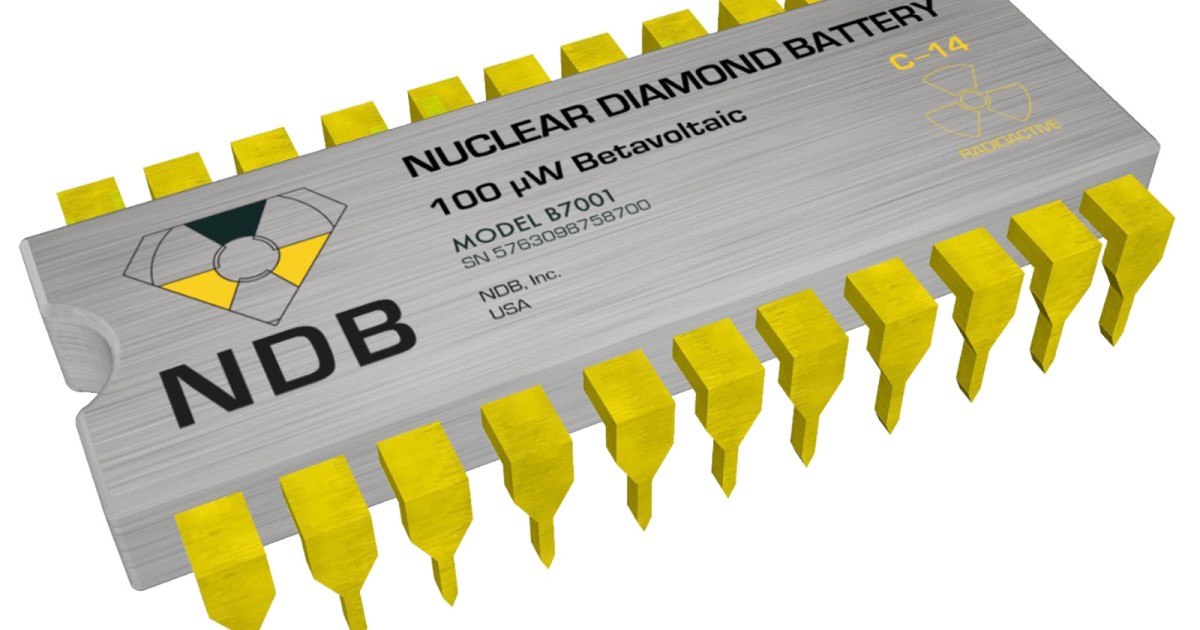 NUCLEAR DIAMOND BATTERY
100 μW Betavoltaic
MODEL B7001
SN 5763098758700
NDB, Inc.
USA
NDB
C-14
RADIOACTIVE